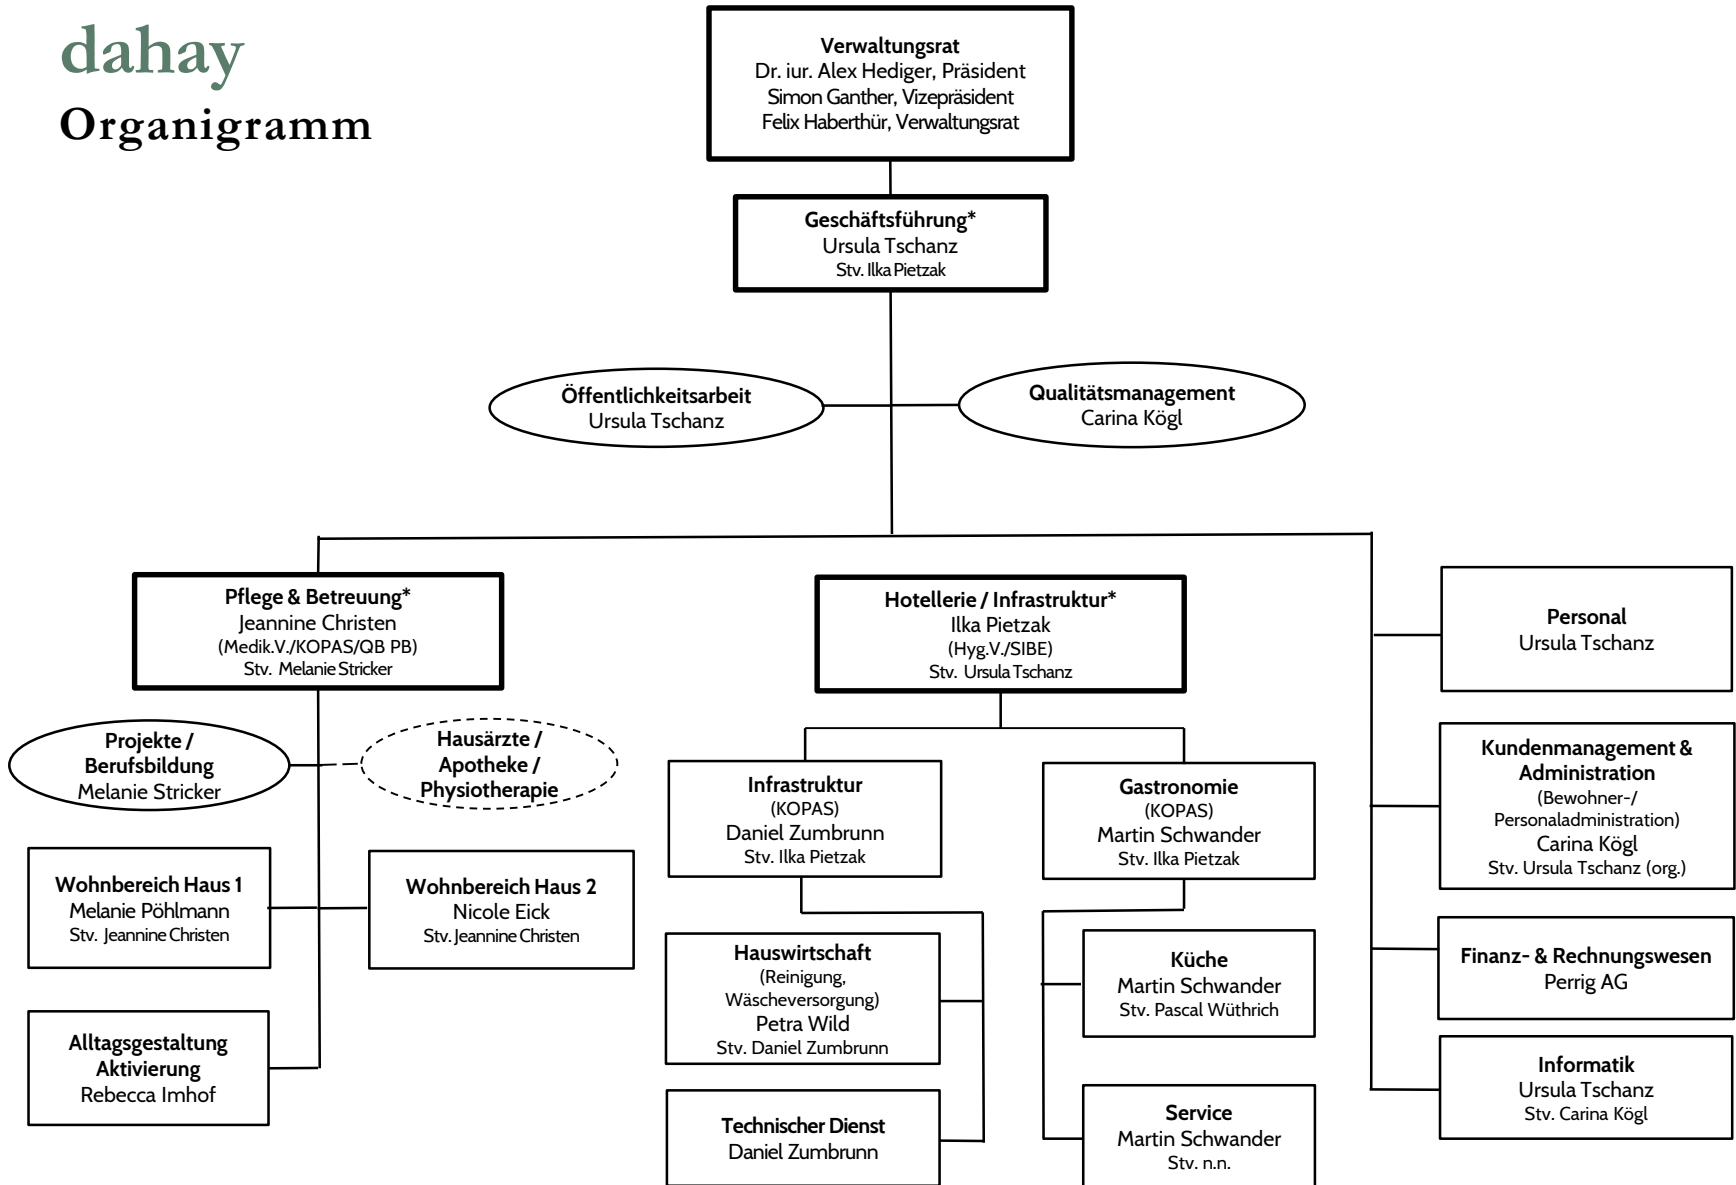 dahay
Organigramm
Verwaltungsrat
Dr. iur. Alex Hediger, Präsident
Simon Ganther, Vizepräsident
Felix Haberthür, Verwaltungsrat
Geschäftsführung*
Ursula Tschanz
Stv. Ilka Pietzak
Öffentlichkeitsarbeit
Ursula Tschanz
Qualitätsmanagement
Carina Kögl
Pflege & Betreuung*
Jeannine Christen
(Medik.V./KOPAS/QB PB)
Stv. Melanie Stricker
Hotellerie / Infrastruktur*
Ilka Pietzak
(Hyg.V./SIBE)
Stv. Ursula Tschanz
Personal
Ursula Tschanz
Projekte /
Berufsbildung
Melanie Stricker
Hausärzte /
Apotheke /
Physiotherapie
Infrastruktur
(KOPAS)
Daniel Zumbrunn
Stv. Ilka Pietzak
Gastronomie
(KOPAS)
Martin Schwander
Stv. Ilka Pietzak
Kundenmanagement &
Administration
(Bewohner-/
Personaladministration)
Carina Kögl
Stv. Ursula Tschanz (org.)
Wohnbereich Haus 1
Melanie Pöhlmann
Stv. Jeannine Christen
Wohnbereich Haus 2
Nicole Eick
Stv. Jeannine Christen
Hauswirtschaft
(Reinigung,
Wäscheversorgung)
Petra Wild
Stv. Daniel Zumbrunn
Küche
Martin Schwander
Stv. Pascal Wüthrich
Finanz- & Rechnungswesen
Perrig AG
Alltagsgestaltung
Aktivierung
Rebecca Imhof
Technischer Dienst
Daniel Zumbrunn
Service
Martin Schwander
Stv. n.n.
Informatik
Ursula Tschanz
Stv. Carina Kögl